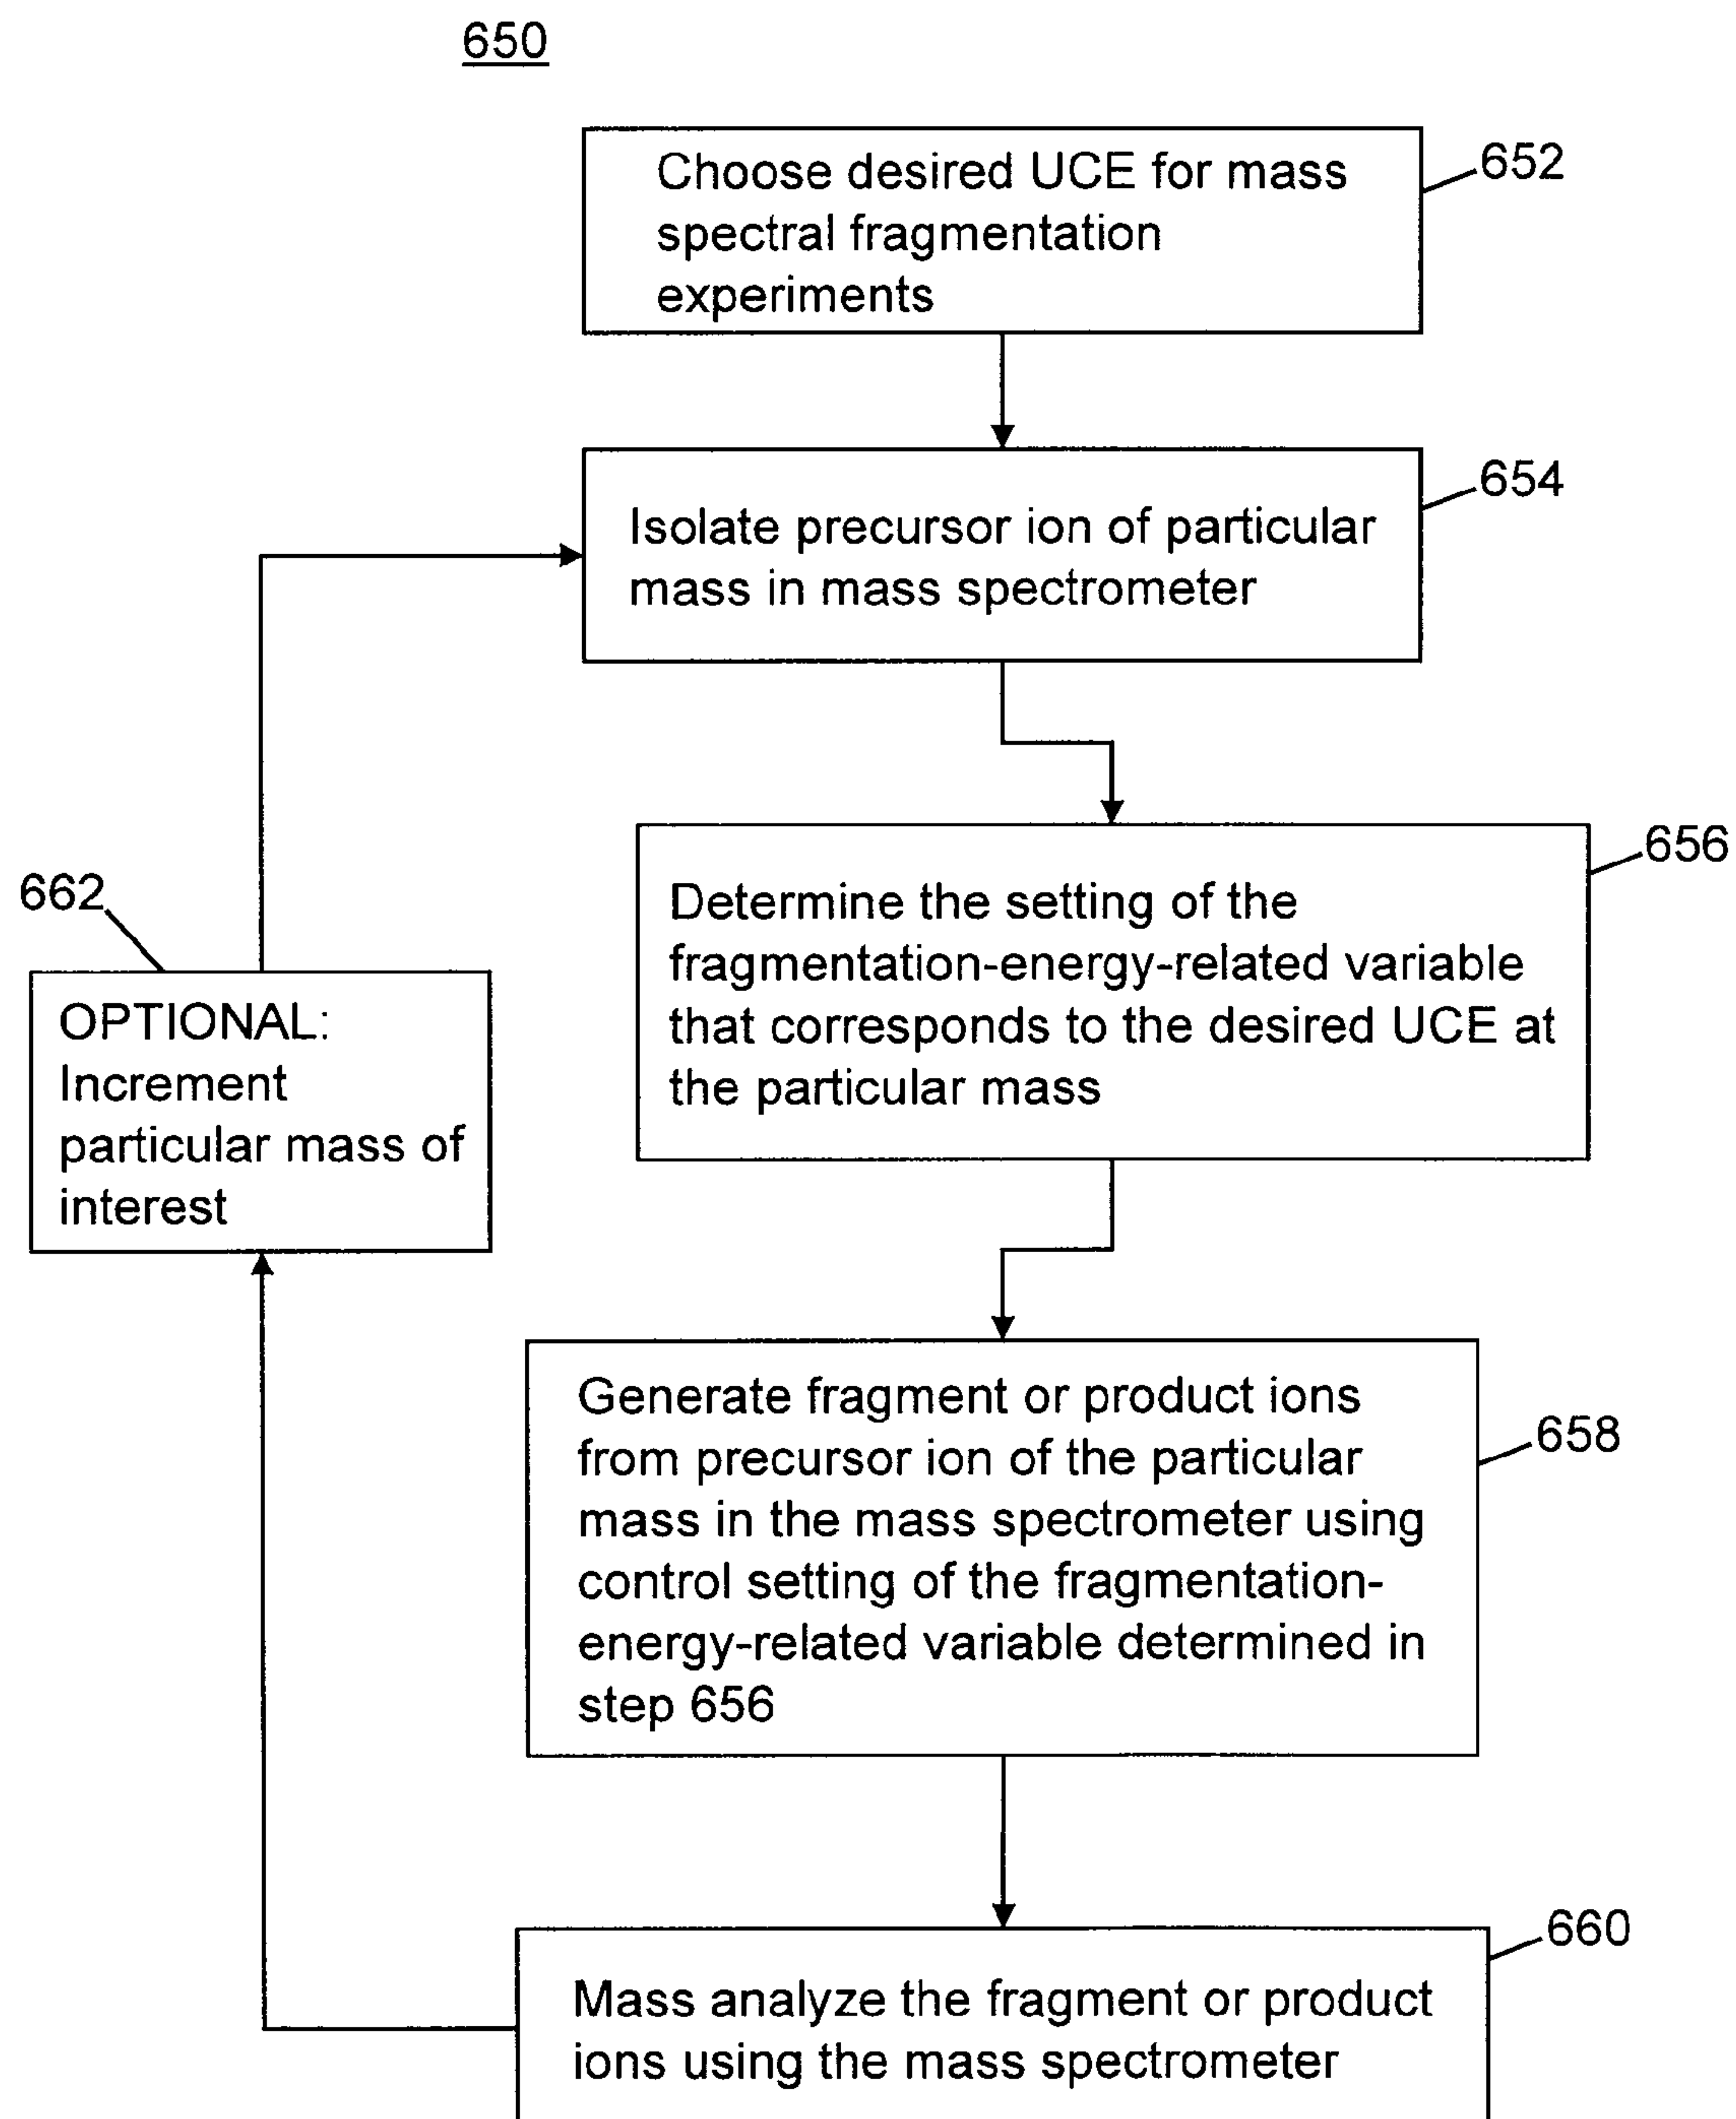 650
Choose desired UCE for mass
spectral fragmentation
experiments
652
Isolate precursor ion of particular
mass in mass spectrometer
654
Determine the setting of the
fragmentation-energy-related variable
that corresponds to the desired UCE at
the particular mass
656
Generate fragment or product ions
from precursor ion of the particular
mass in the mass spectrometer using
control setting of the fragmentation-
energy-related variable determined in
step 656
658
Mass analyze the fragment or product
ions using the mass spectrometer
660
662
OPTIONAL:
Increment
particular mass of
interest